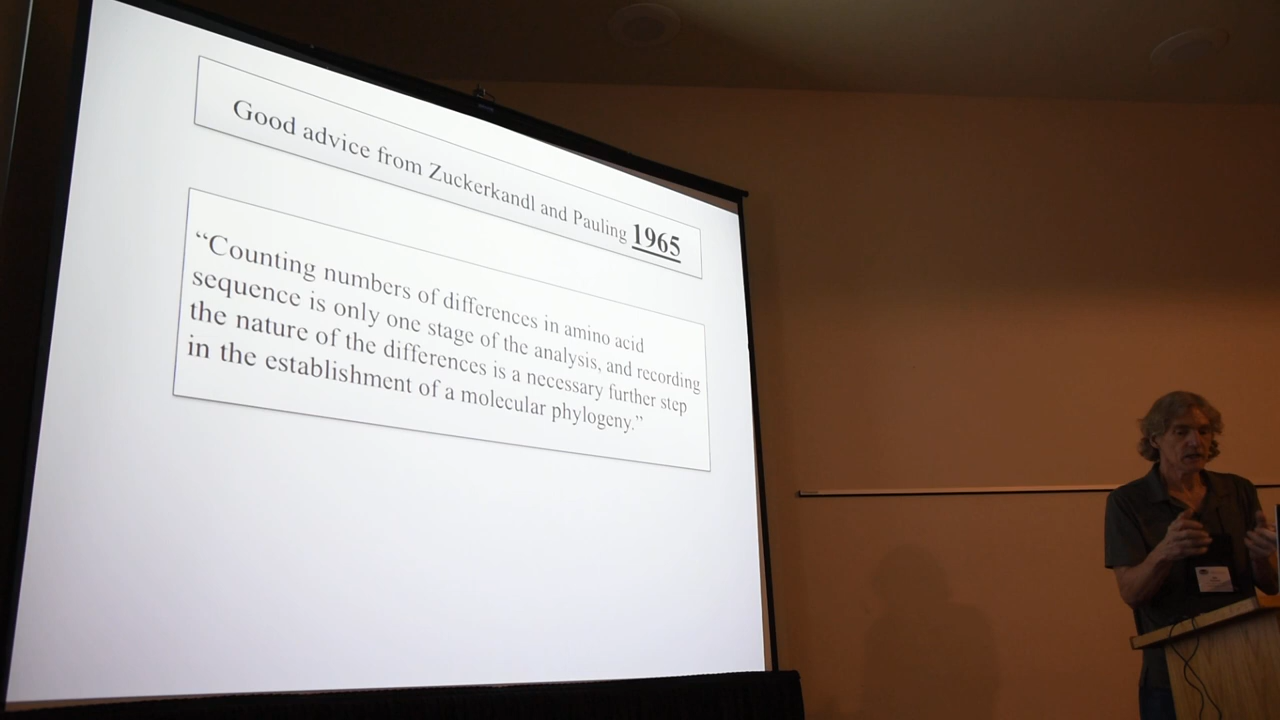 Good advice from Zuckerkandl and Pauling 1965
“Counting numbers of differences in amino acid
sequence is only one stage of the analysis, and recording
the nature of the differences is a necessary further step
in the establishment of a molecular phylogeny.”